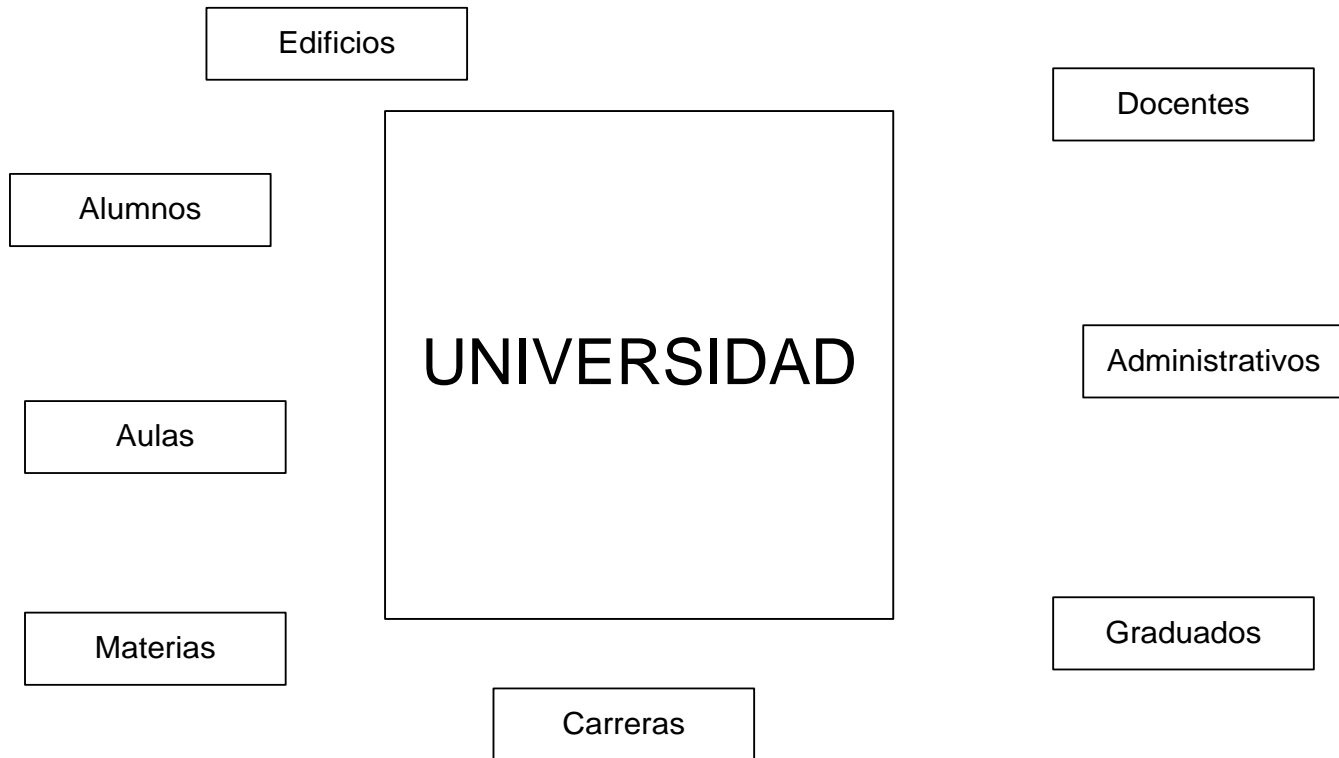 Edificios
Docentes
Alumnos
UNIVERSIDAD
Administrativos
Aulas
Graduados
Materias
Carreras